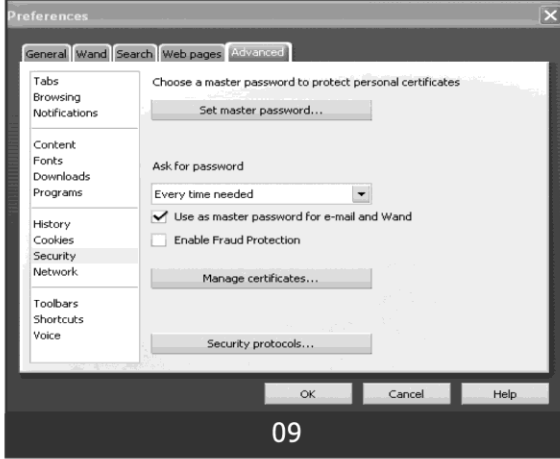 Preferences
General Wand Search Web pages Advanced
Tabs
Browsing
Notifications
Content
Fonts
Downloads
Programs
History
Cookies
Security
Network
Toolbars
Shortcuts
Voice
Choose a master password to protect personal certificates
Set master password...
Ask for password
Every time needed
Use as master password for e-mail and Wand
Enable Fraud Protection
Manage certificates...
Security protocols...
OK Cancel Help
09